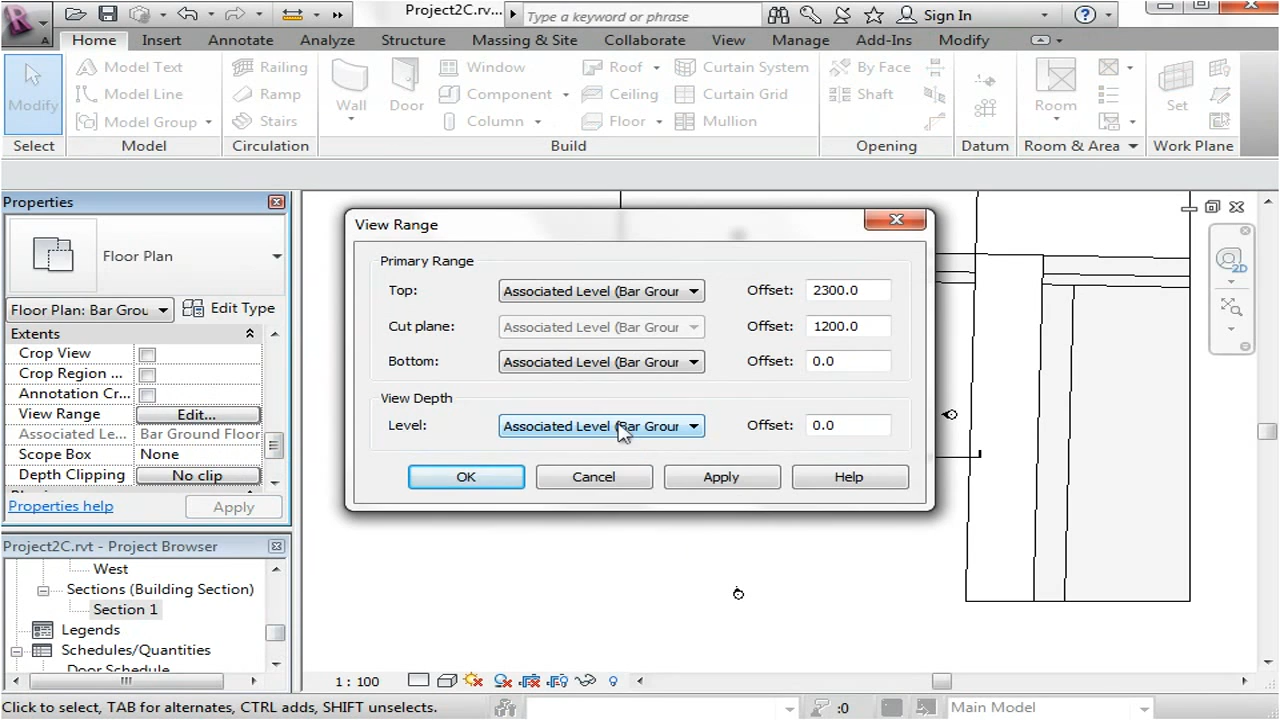 Project2C.rv...
Type a keyword or phrase
Sign In
Home Insert Annotate Analyze Structure Massing & Site Collaborate View Manage Add-Ins Modify
Model Text Railing Window Roof Curtain System By Face
Model Line Ramp Component Ceiling Curtain Grid Shaft
Modify Wall Door Room Set
Model Group Stairs Column Floor Mullion
Select Model Circulation Build Opening Datum Room & Area Work Plane
Properties
Floor Plan
Floor Plan: Bar Grou Edit Type
Extents
Crop View
Crop Region ...
Annotation Cr...
View Range Edit...
Associated Level Bar Ground Floor
Scope Box None
Depth Clipping No clip
Properties help Apply
Project2C.rvt - Project Browser
West
Sections (Building Section)
Section 1
Legends
Schedules/Quantities
Door Schedule
View Range
Primary Range
Top: Associated Level (Bar Grour Offset: 2300.0
Cut plane: Associated Level (Bar Grour Offset: 1200.0
Bottom: Associated Level (Bar Grour Offset: 0.0
View Depth
Level: Associated Level (Bar Grour Offset: 0.0
OK Cancel Apply Help
2D
1 : 100
Click to select, TAB for alternates, CTRL adds, SHIFT unselects.
:0
Main Model